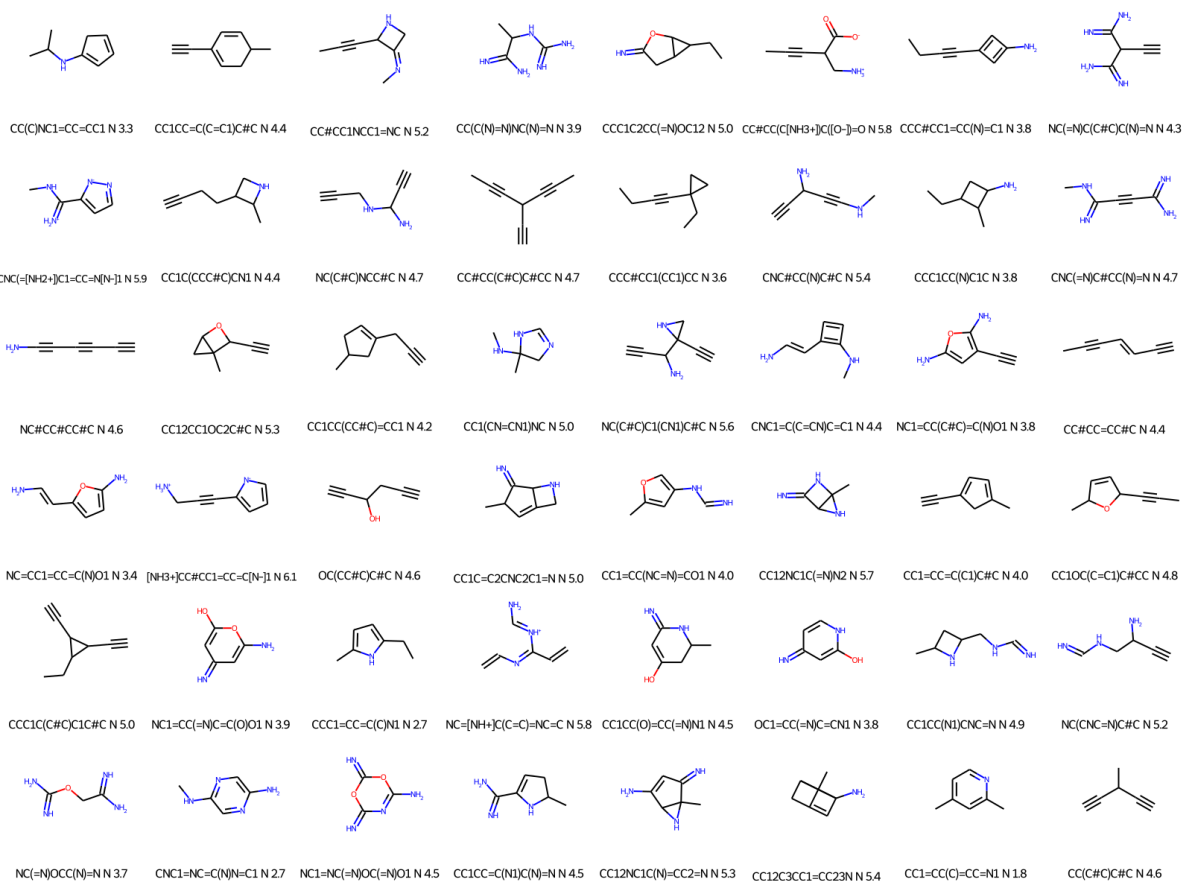 CC(C)NC1=CC=CC1 N 3.3
CC1CC=C(C=C1)C#C N 4.4
CC#CC1NCC1=NC N 5.2
CC(C(N)=N)NC(N)=N N 3.9
CCC1C2CC(=N)OC12 N 5.0
CC#CC(C[NH3+])C([O-])=O N 5.8
CCC#CC1=CC(N)=C1 N 3.8
NC(=N)C(C#C)C(N)=N N 4.3
CNC(=[NH2+])C1=CC=N[N-]1 N 5.9
CC1C(CCC#C)CN1 N 4.4
NC(C#C)NCC#C N 4.7
CC#CC(C#C)C#CC N 4.7
CCC#CC1(CC1)CC N 3.6
CNC#CC(N)C#C N 5.4
CCC1CC(N)C1C N 3.8
CNC(=N)C#CC(N)=N N 4.7
NC#CC#CC#C N 4.6
CC12CC1OC2C#C N 5.3
CC1CC(CC#C)=CC1 N 4.2
CC1(CN=CN1)NC N 5.0
NC(C#C)C1(CN1)C#C N 5.6
CNC1=C(C=CN)C=C1 N 4.4
NC1=CC(C#C)=C(N)O1 N 3.8
CC#CC=CC#C N 4.4
NC=CC1=CC=C(N)O1 N 3.4
[NH3+]CC#CC1=CC=C[N-]1 N 6.1
OC(CC#C)C#C N 4.6
CC1C=C2CNC2C1=N N 5.0
CC1=CC(NC=N)=CO1 N 4.0
CC12NC1C(=N)N2 N 5.7
CC1=CC=C(C1)C#C N 4.0
CC1OC(C=C1)C#CC N 4.8
CCC1C(C#C)C1C#C N 5.0
NC1=CC(=N)C=C(O)O1 N 3.9
CCC1=CC=C(C)N1 N 2.7
NC=[NH+]C(C=C)=NC=C N 5.8
CC1CC(O)=CC(=N)N1 N 4.5
OC1=CC(=N)C=CN1 N 3.8
CC1CC(N1)CNC=N N 4.9
NC(CNC=N)C#C N 5.2
NC(=N)OCC(N)=N N 3.7
CNC1=NC=C(N)N=C1 N 2.7
NC1=NC(=N)OC(=N)O1 N 4.5
CC1CC=C(N1)C(N)=N N 4.5
CC12NC1C(N)=CC2=N N 5.3
CC12C3CC1=CC23N N 5.4
CC1=CC(C)=CC=N1 N 1.8
CC(C#C)C#C N 4.6